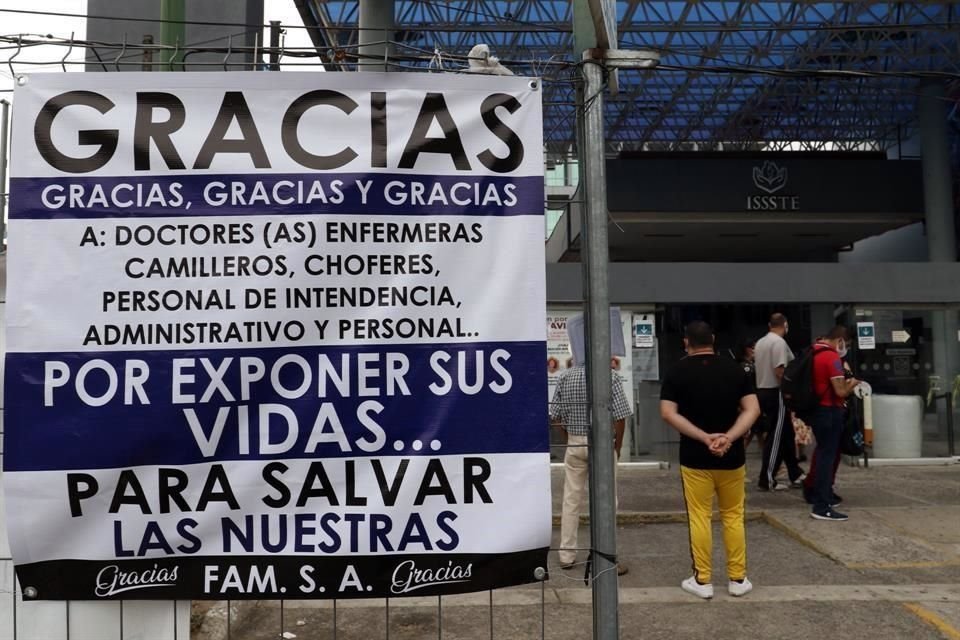 GRACIAS
GRACIAS, GRACIAS Y GRACIAS
A: DOCTORES (AS) ENFERMERAS
CAMILLEROS, CHOFERES,
PERSONAL DE INTENDENCIA,
ADMINISTRATIVO Y PERSONAL..
POR EXPONER SUS
VIDAS...
PARA SALVAR
LAS NUESTRAS
Gracias FAM. S. A. Gracias
ISSSTE